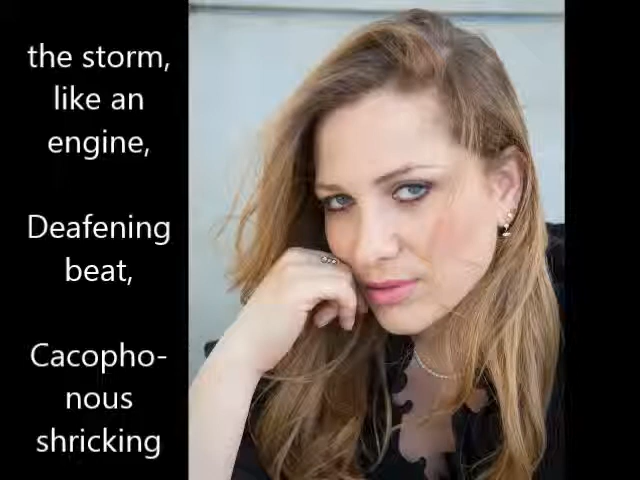 the storm,
like an
engine,
Deafening
beat,
Cacopho-
nous
shricking